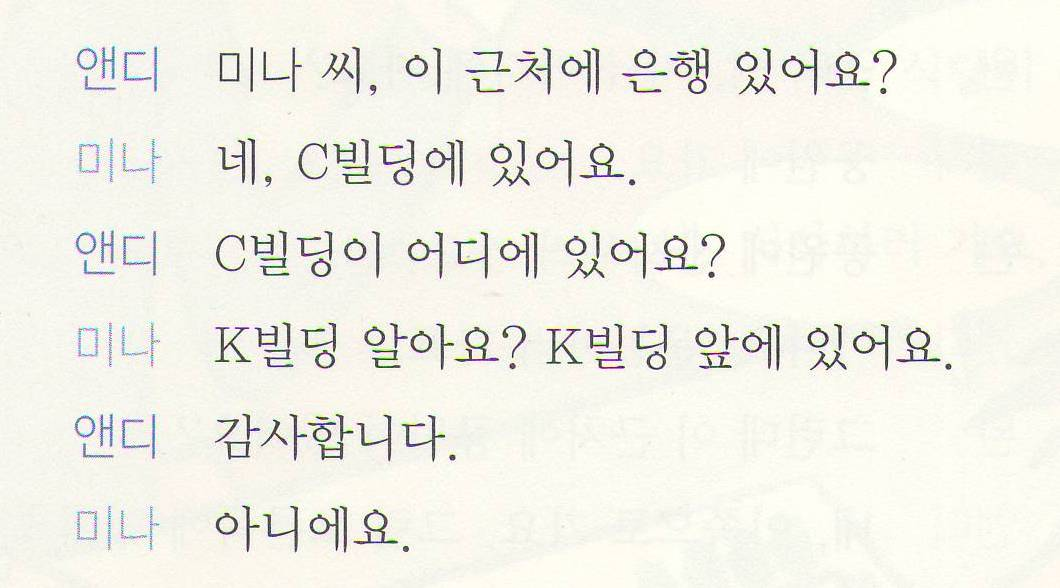 앤디 미나 씨, 이 근처에 은행 있어요?
미나 네, C빌딩에 있어요.
앤디 C빌딩이 어디에 있어요?
미나 K빌딩 알아요? K빌딩 앞에 있어요.
앤디 감사합니다.
미나 아니에요.